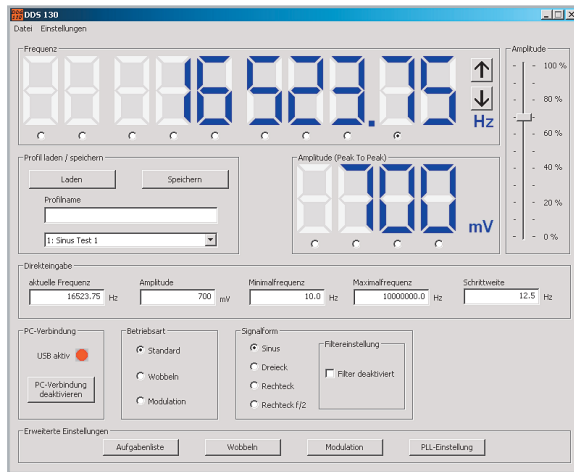 DDS 130
Datei Einstellungen
Frequenz
16523.75
Hz
Amplitude
100 %
80 %
60 %
40 %
20 %
0 %
Profil laden / speichern
Laden
Speichern
Profilname
1: Sinus Test 1
Amplitude (Peak To Peak)
700
mV
Direkteingabe
aktuelle Frequenz
Amplitude
Minimalfrequenz
Maximalfrequenz
Schrittweite
16523.75 Hz
700 mV
10.0 Hz
10000000.0 Hz
12.5 Hz
PC-Verbindung
USB aktiv
PC-Verbindung
deaktivieren
Betriebsart
Standard
Wobbeln
Modulation
Signalform
Sinus
Dreieck
Rechteck
Rechteck f/2
Filtereinstellung
Filter deaktiviert
Erweiterte Einstellungen
Aufgabenliste
Wobbeln
Modulation
PLL-Einstellung